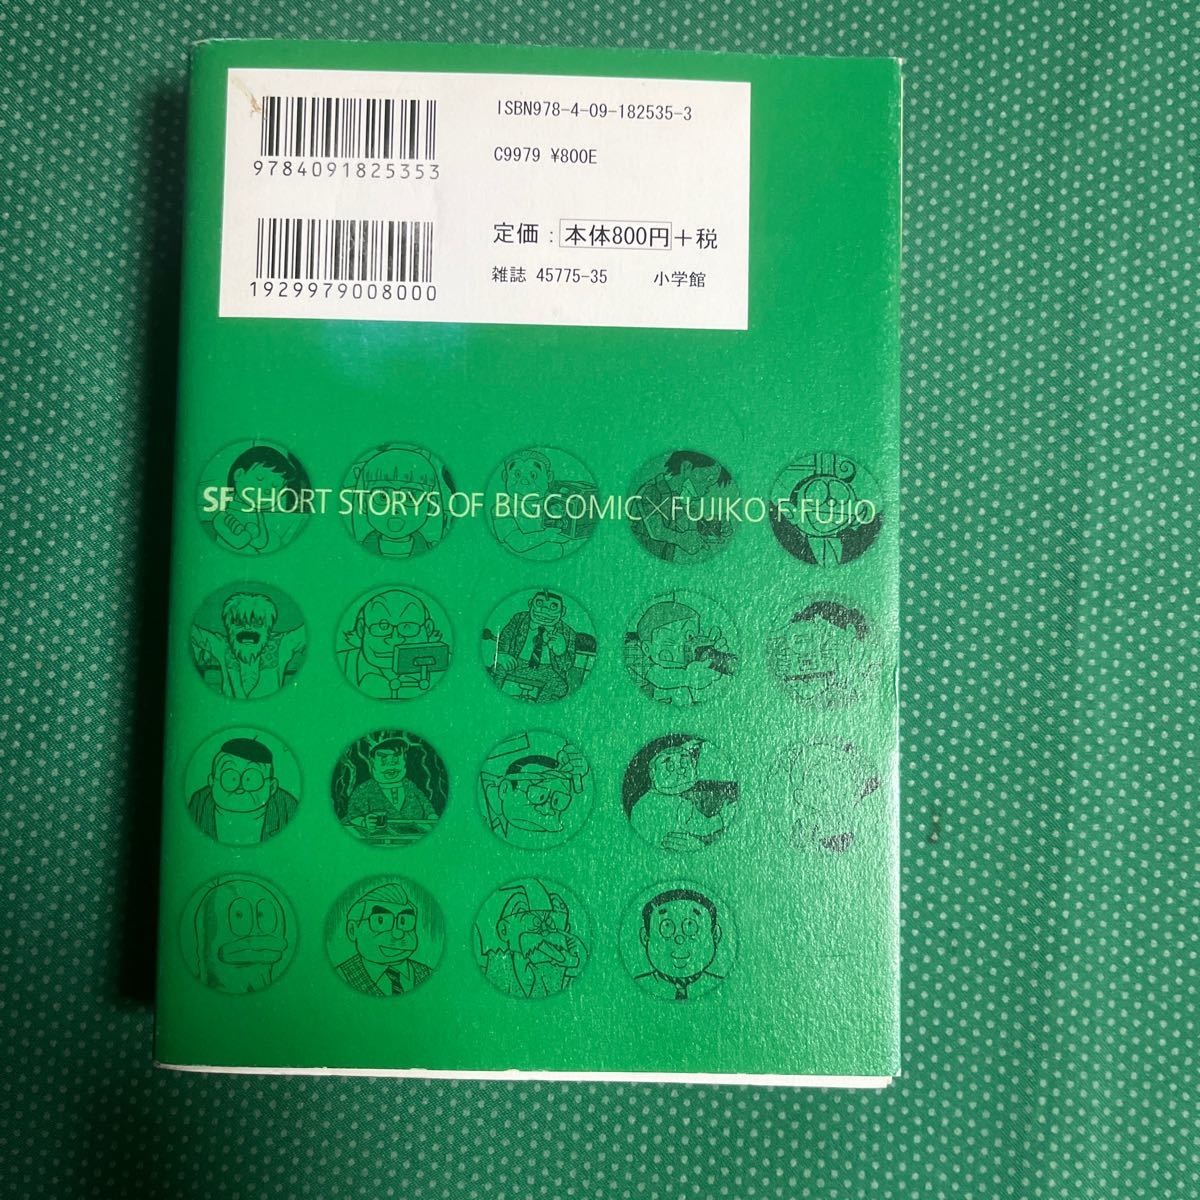 ISBN978-4-09-182535-3
9784091825353
C9979 ¥800E
定価：本体800円＋税
雑誌 45775-35 小学館
1929979008000
SF SHORT STORYS OF BIGCOMIC×FUJIKO・F・FUJIO